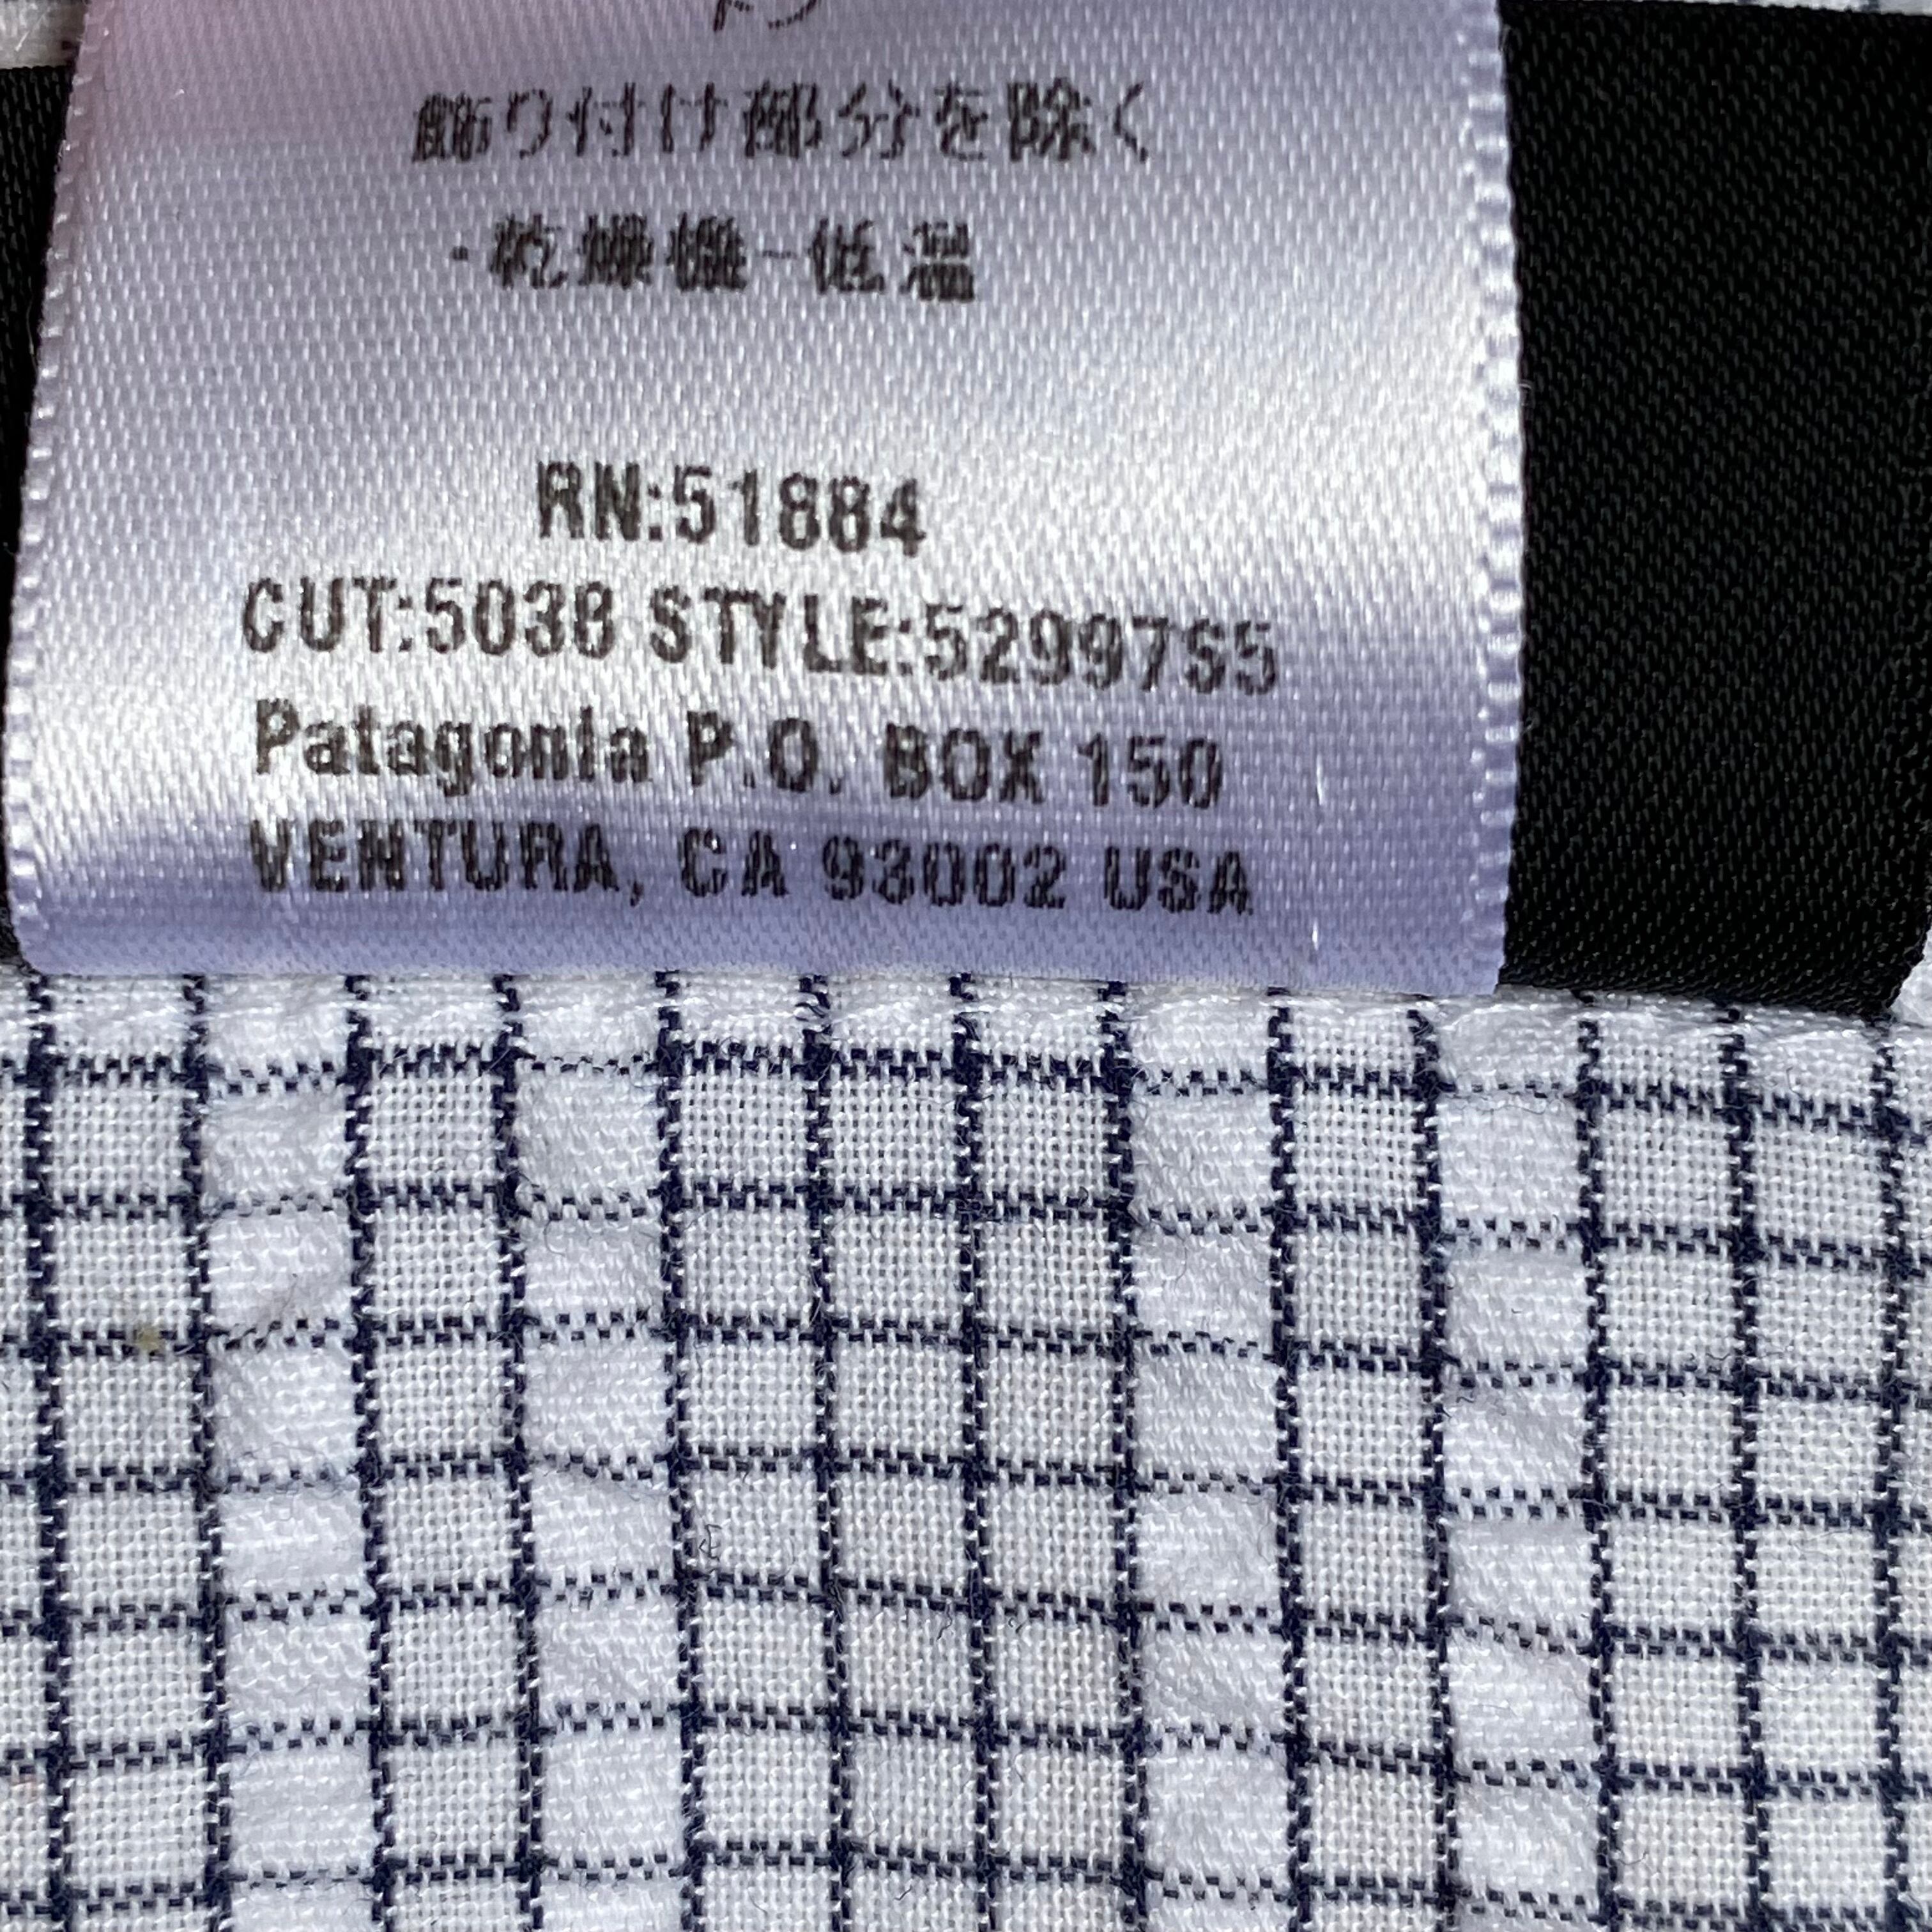 飾り付け部分を除く
·乾燥機-低温
RN:51884
CUT:5038 STYLE:52997S5
Patagonia P.O. BOX 150
VENTURA, CA 93002 USA